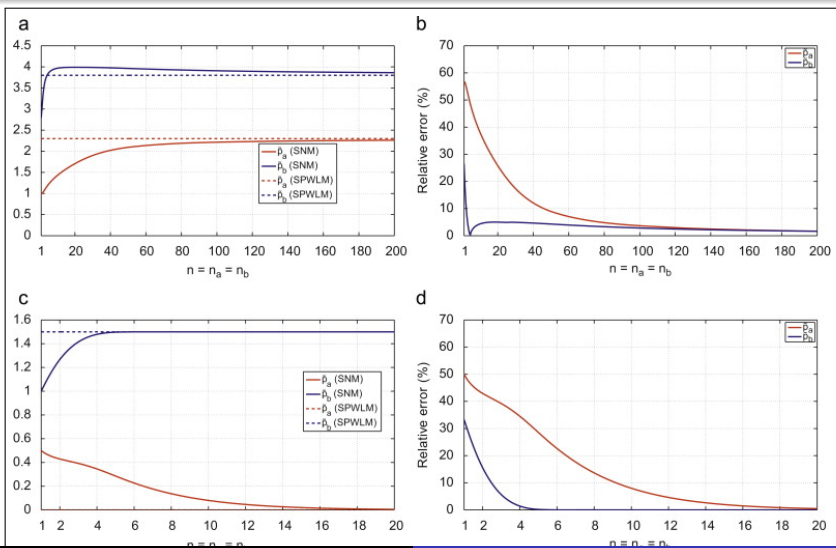 a
4.5
4
3.5
3
2.5
2
1.5
1
0.5
0
1 20 40 60 80 100 120 140 160 180 200
n = n_a = n_b
p̄_a (SNM)
p̄_b (SNM)
p̄_a (SPWLM)
p̄_b (SPWLM)
b
70
60
50
40
30
20
10
0
Relative error (%)
1 20 40 60 80 100 120 140 160 180 200
n = n_a = n_b
p̄_a
p̄_b
c
1.6
1.4
1.2
1
0.8
0.6
0.4
0.2
0
1 2 4 6 8 10 12 14 16 18 20
p̄_a (SNM)
p̄_b (SNM)
p̄_a (SPWLM)
p̄_b (SPWLM)
n = n_a = n_b
d
70
60
50
40
30
20
10
0
Relative error (%)
1 2 4 6 8 10 12 14 16 18 20
p̄_a
p̄_b
n = n_a = n_b